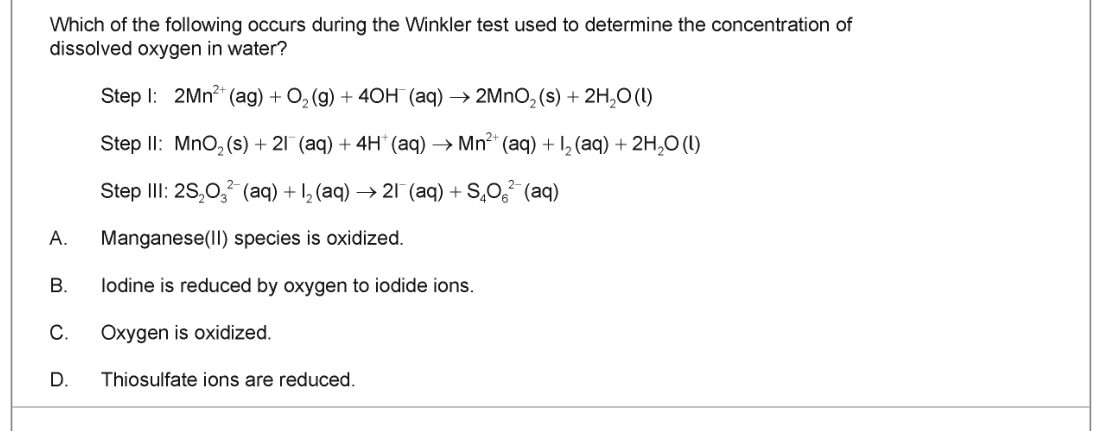 Which of the following occurs during the Winkler test used to determine the concentration of
dissolved oxygen in water?
Step I: 2Mn²⁺ (ag) + O₂ (g) + 4OH⁻ (aq) → 2MnO₂ (s) + 2H₂O (l)
Step II: MnO₂ (s) + 2I⁻ (aq) + 4H⁺ (aq) → Mn²⁺ (aq) + I₂ (aq) + 2H₂O (l)
Step III: 2S₂O₃²⁻ (aq) + I₂ (aq) → 2I⁻ (aq) + S₄O₆²⁻ (aq)
A. Manganese(II) species is oxidized.
B. Iodine is reduced by oxygen to iodide ions.
C. Oxygen is oxidized.
D. Thiosulfate ions are reduced.